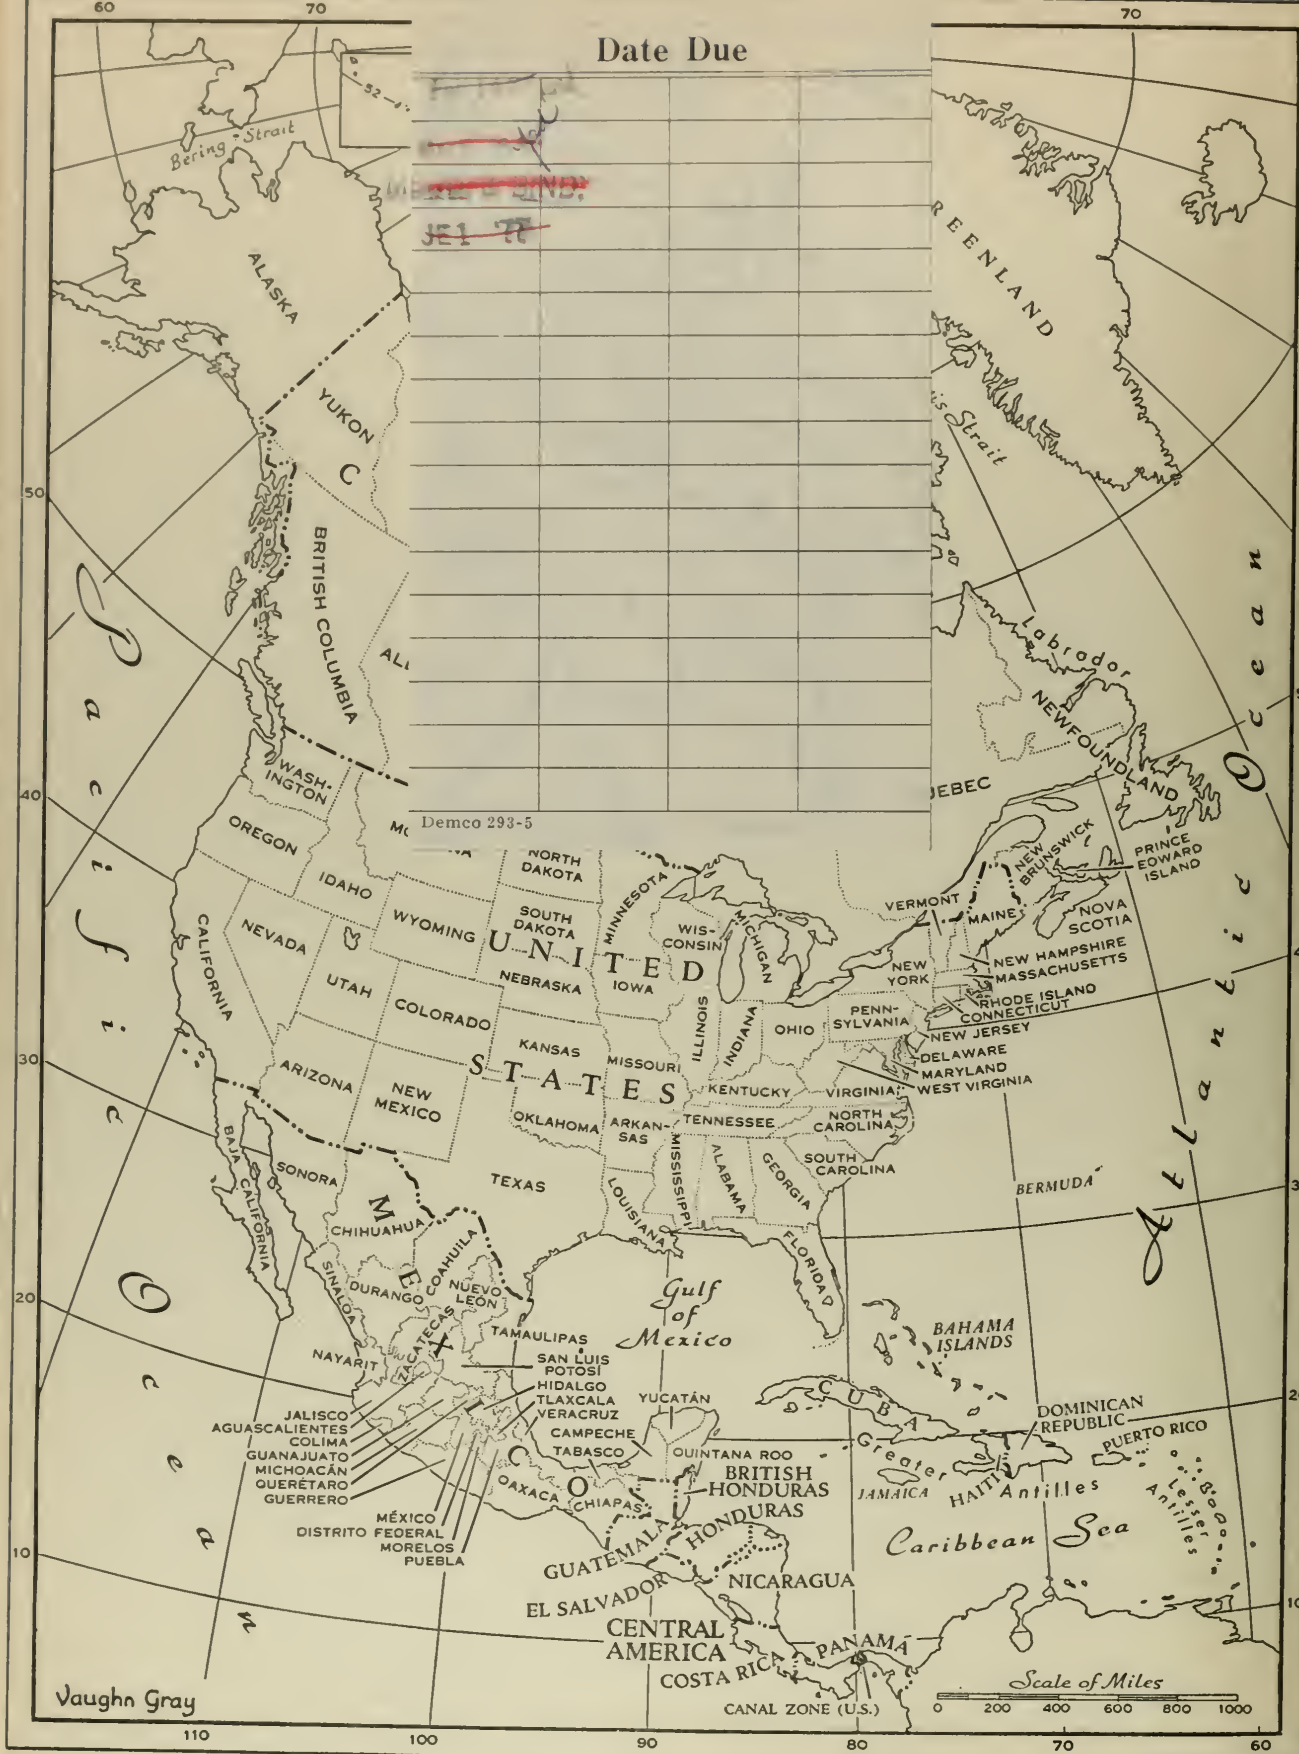 60
70
70
Date Due
JE 1 '77
Demco 293-5
52
Bering Strait
ALASKA
YUKON
C
BRITISH COLUMBIA
REENLAND
is Strait
Labrador
NEWFOUNDLAND
UEBEC
NEW
BRUNSWICK
PRINCE
EDWARD
ISLAND
NOVA
SCOTIA
50
40
30
20
10
Pacific
Ocean
Atlantic Ocean
WASH-
INGTON
OREGON
IDAHO
NORTH
DAKOTA
MINNESOTA
WYOMING
SOUTH
DAKOTA
WIS-
CONSIN
MICHIGAN
VERMONT
MAINE
CALIFORNIA
NEVADA
UNITED
NEBRASKA
IOWA
NEW
YORK
NEW HAMPSHIRE
MASSACHUSETTS
RHODE ISLAND
CONNECTICUT
UTAH
COLORADO
ILLINOIS
INDIANA
OHIO
PENN-
SYLVANIA
NEW JERSEY
DELAWARE
MARYLAND
WEST VIRGINIA
KANSAS
MISSOURI
STATES
KENTUCKY
VIRGINIA
ARIZONA
NEW
MEXICO
OKLAHOMA
ARKAN-
SAS
TENNESSEE
NORTH
CAROLINA
SOUTH
CAROLINA
MISSISSIPPI
ALABAMA
GEORGIA
TEXAS
LOUISIANA
FLORIDA
BERMUDA
BAJA
CALIFORNIA
SONORA
MEXICO
CHIHUAHUA
COAHUILA
SINALOA
DURANGO
NUEVO
LEÓN
ZACATECAS
TAMAULIPAS
NAYARIT
SAN LUIS
POTOSÍ
HIDALGO
TLAXCALA
VERACRUZ
YUCATÁN
CAMPECHE
TABASCO
QUINTANA ROO
JALISCO
AGUASCALIENTES
COLIMA
GUANAJUATO
MICHOACÁN
QUERÉTARO
GUERRERO
MÉXICO
DISTRITO FEDERAL
MORELOS
PUEBLA
OAXACA
CHIAPAS
Gulf
of
Mexico
BAHAMA
ISLANDS
CUBA
DOMINICAN
REPUBLIC
PUERTO RICO
Greater
Antilles
JAMAICA
HAITI
Lesser
Antilles
Caribbean Sea
BRITISH
HONDURAS
HONDURAS
GUATEMALA
EL SALVADOR
NICARAGUA
CENTRAL
AMERICA
COSTA RICA
PANAMÁ
CANAL ZONE (U.S.)
Scale of Miles
0 200 400 600 800 1000
Vaughn Gray
110
100
90
80
70
60